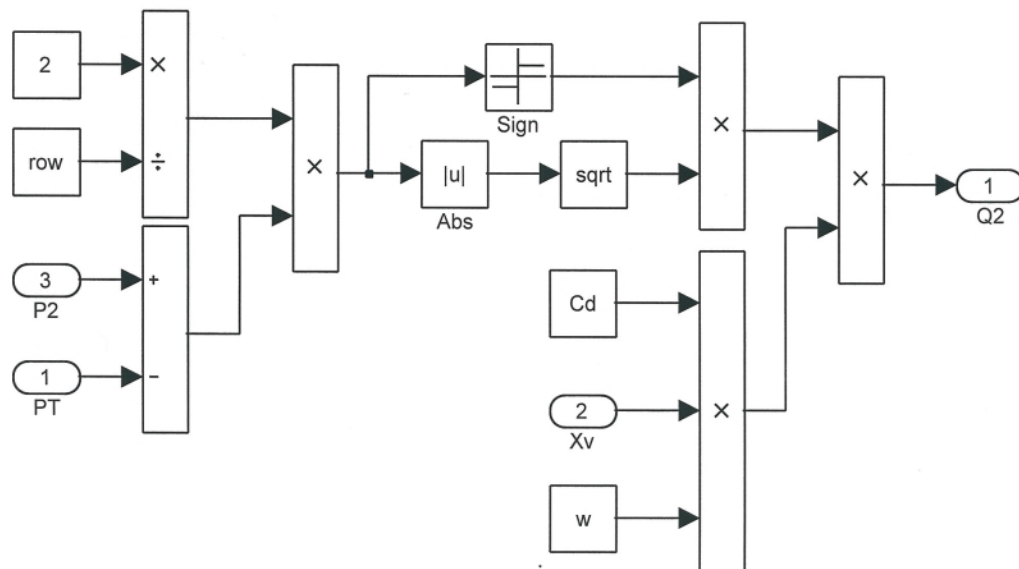 2
×
÷
row
×
Sign
|u|
Abs
sqrt
×
×
1
Q2
3
P2
+
1
PT
−
Cd
2
Xv
×
w